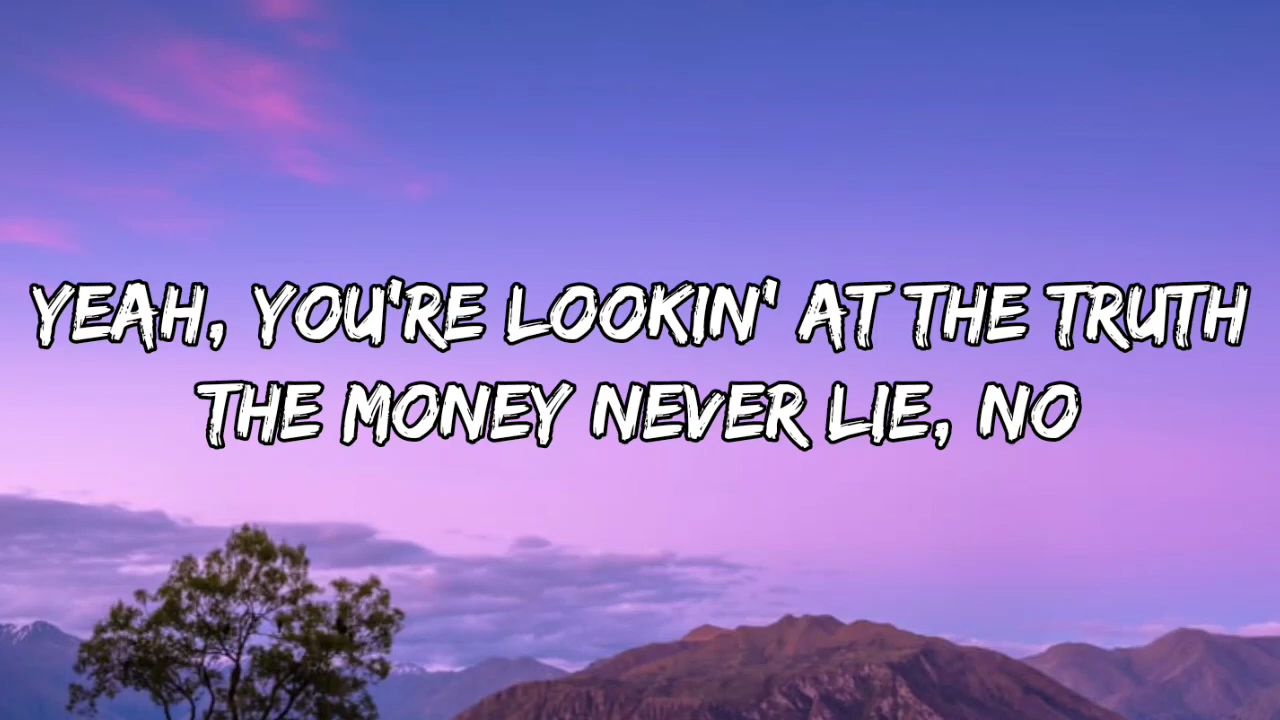 YEAH, YOU'RE LOOKIN' AT THE TRUTH
THE MONEY NEVER LIE, NO